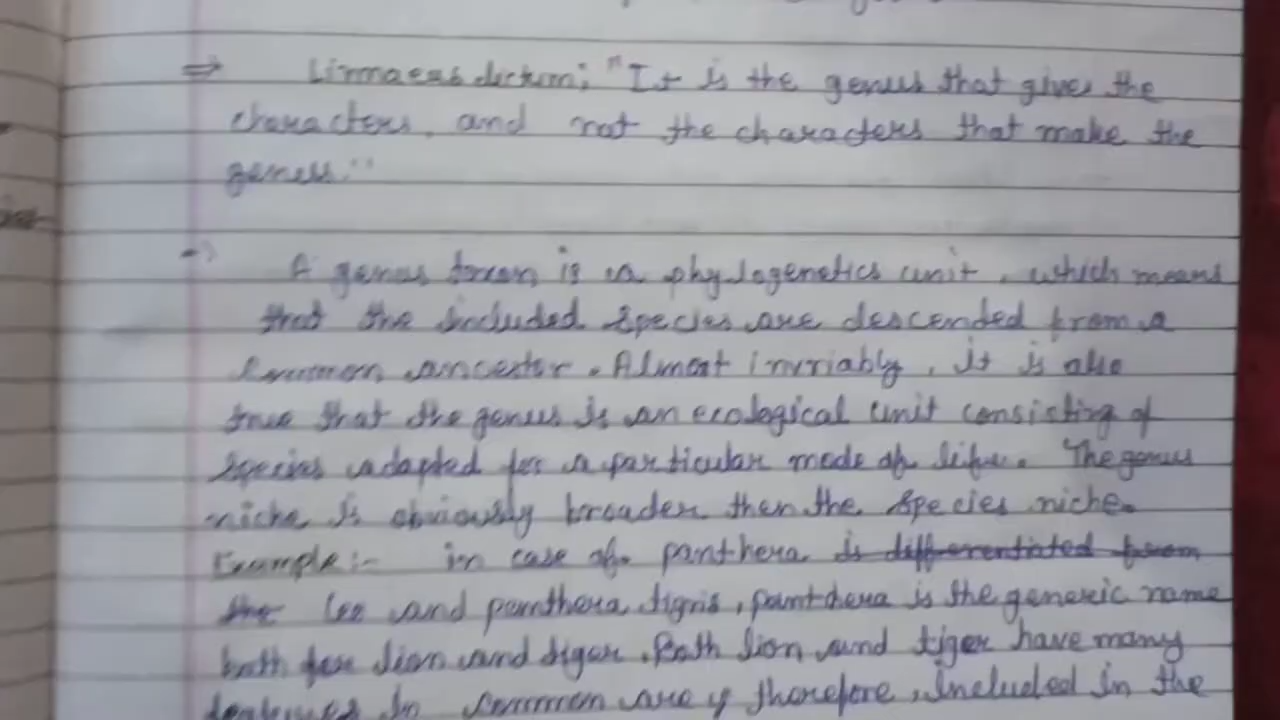 ⇒ Linnaeas dictum; "It is the genus that gives the
characters, and not the characters that make the
genus."
A genus taxon is a phylogenetics unit, which means
that the included species are descended from a
common ancestor. Almost invriably, it is also
true that the genus is an ecological unit consisting of
species adapted for a particular mode of life. The genus
niche is obviously broader then the species niche.
Example:- in case of panthera is differentiated from
the leo and panthera tigris, panthera is the generic name
both for lion and tiger. Both lion and tiger have many
features in common are y therefore, included in the